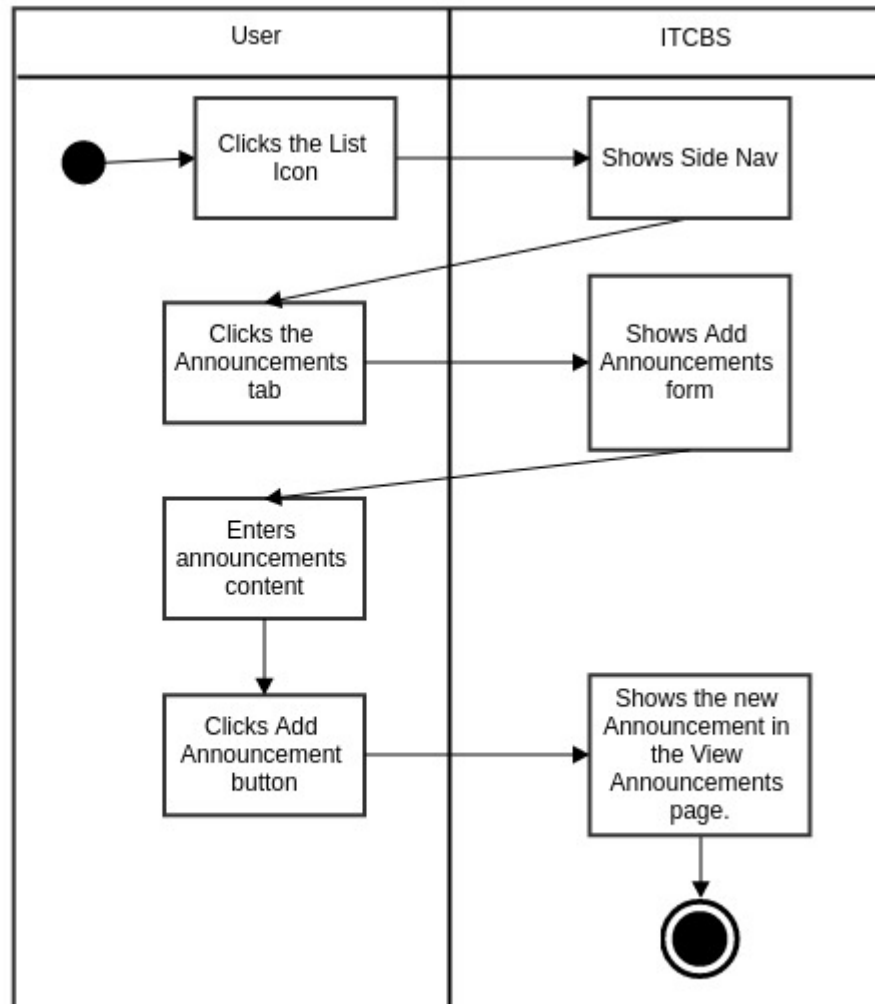 User
ITCBS
Clicks the List
Icon
Shows Side Nav
Clicks the
Announcements
tab
Shows Add
Announcements
form
Enters
announcements
content
Clicks Add
Announcement
button
Shows the new
Announcement in
the View
Announcements
page.